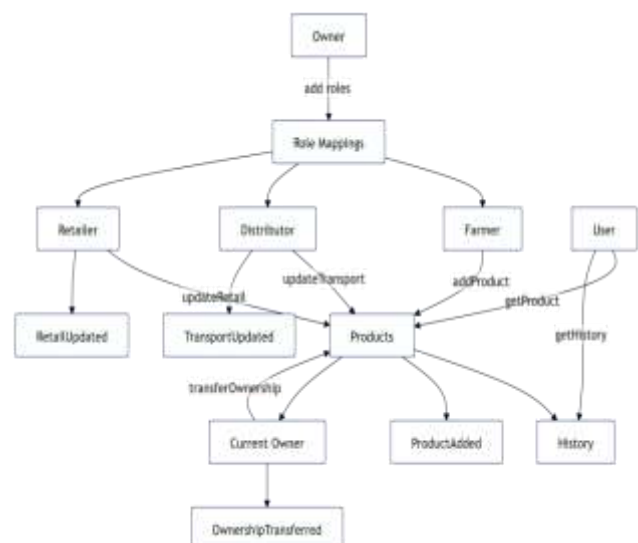 Owner
add roles
Role Mappings
Retailer
Distributor
Farmer
User
updateTransport
addProduct
updateRetail
getProduct
RetailUpdated
TransportUpdated
Products
getHistory
transferOwnership
Current Owner
ProductAdded
History
OwnershipTransferred